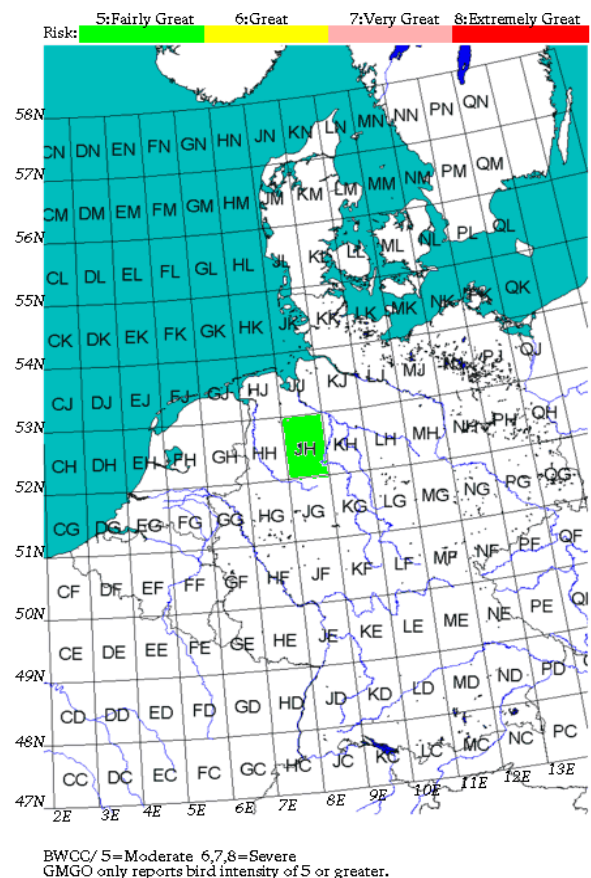 5:Fairly Great 6:Great 7:Very Great 8:Extremely Great
Risk:
58N
CN DN EN FN GN HN JN KN LN MN NN PN QN
57N
CM DM EM FM GM HM JM KM LM MM NM PM QM
56N
CL DL EL FL GL HL JL KL LL ML NL PL QL
55N
CK DK EK FK GK HK JK KK LK MK NK PK QK
54N
CJ DJ EJ FJ GJ HJ JJ KJ LJ MJ NJ PJ QJ
53N
CH DH EH FH GH HH JH KH LH MH NH PH QH
52N
CG DG EG FG GG HG JG KG LG MG NG PG QG
51N
CF DF EF FF GF HF JF KF LF MF NF PF QF
50N
CE DE EE FE GE HE JE KE LE ME NE PE
49N
CD DD ED FD GD HD JD KD LD MD ND PD
48N
CC DC EC FC GC HC JC KC LC MC NC PC
47N
2E 3E 4E 5E 6E 7E 8E 9E 10E 11E 12E 13E
BWCC/ 5=Moderate 6,7,8=Severe
GMGO only reports bird intensity of 5 or greater.